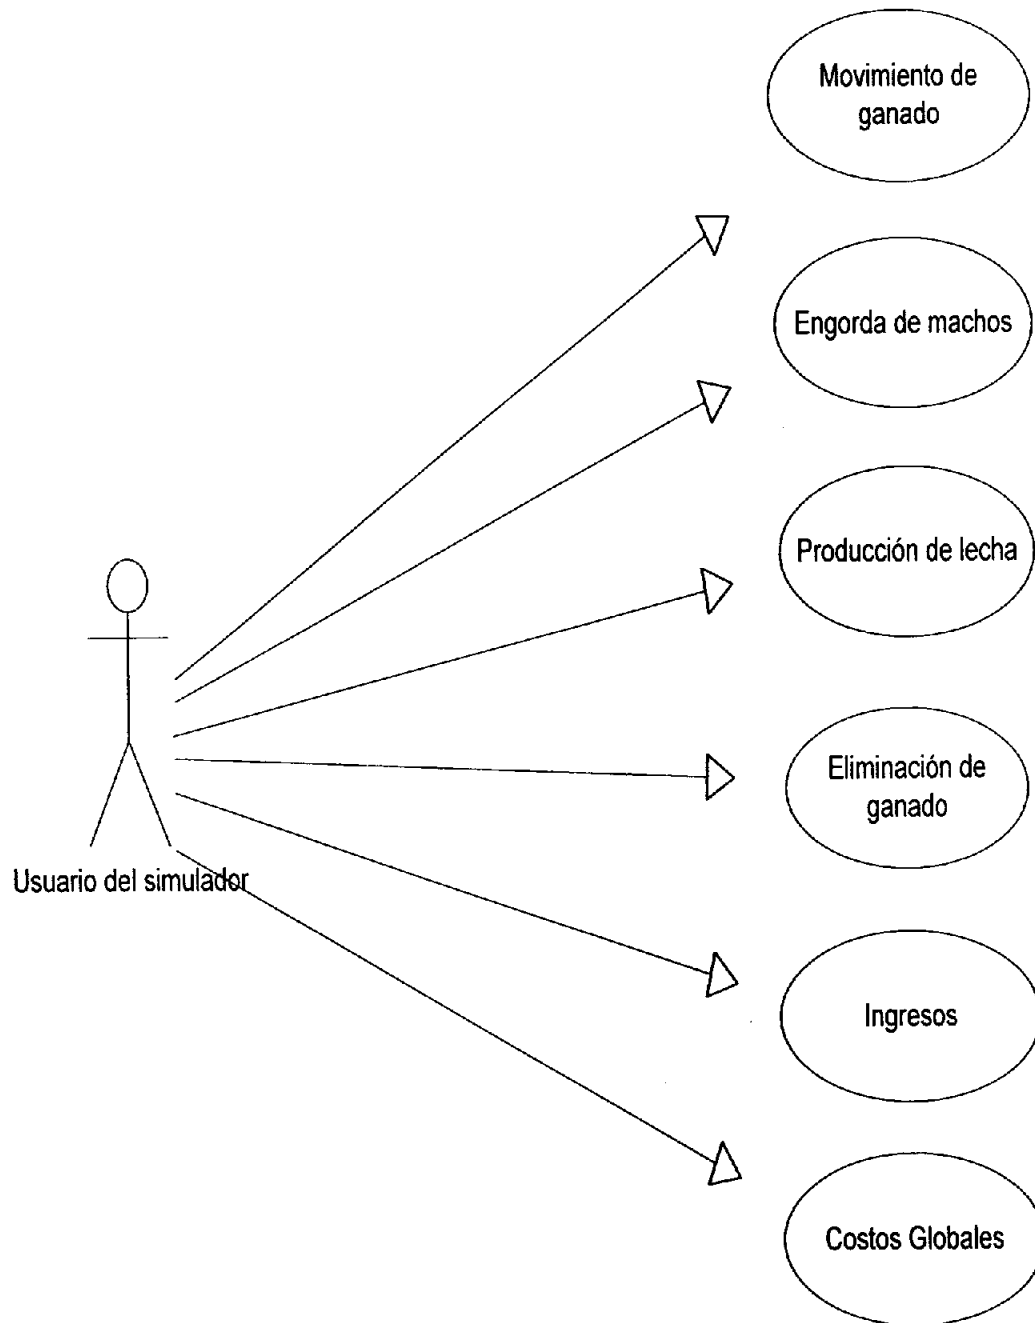 Movimiento de
ganado
Engorda de machos
Producción de lecha
Eliminación de
ganado
Usuario del simulador
Ingresos
Costos Globales